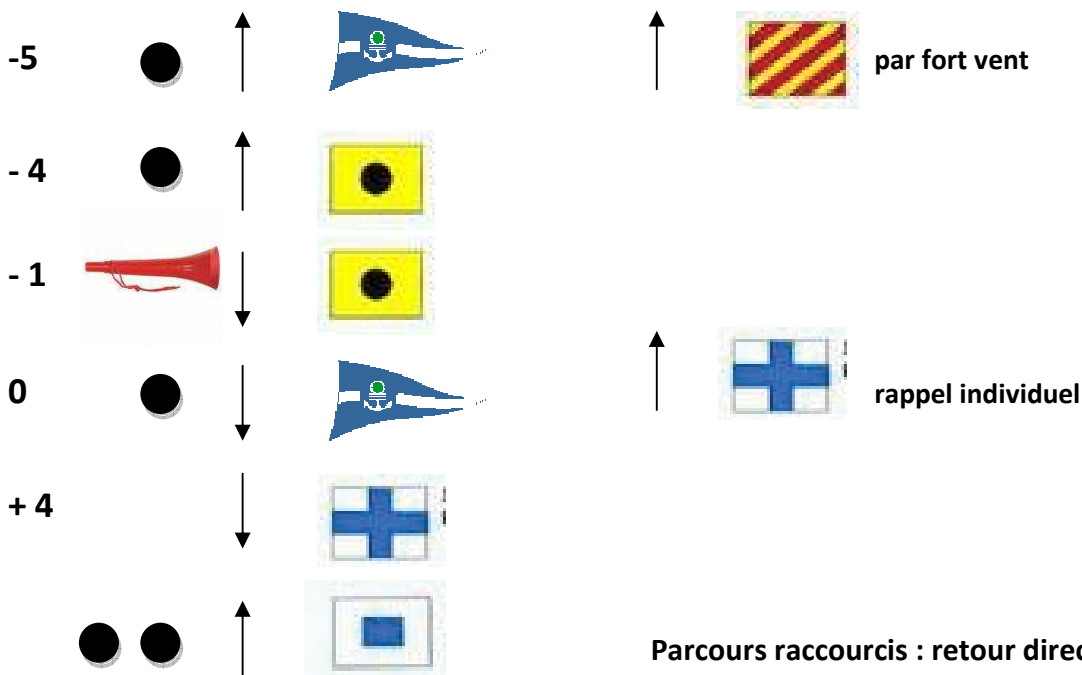 -5
par fort vent
- 4
- 1
0
rappel individuel
+ 4
Parcours raccourcis : retour direc